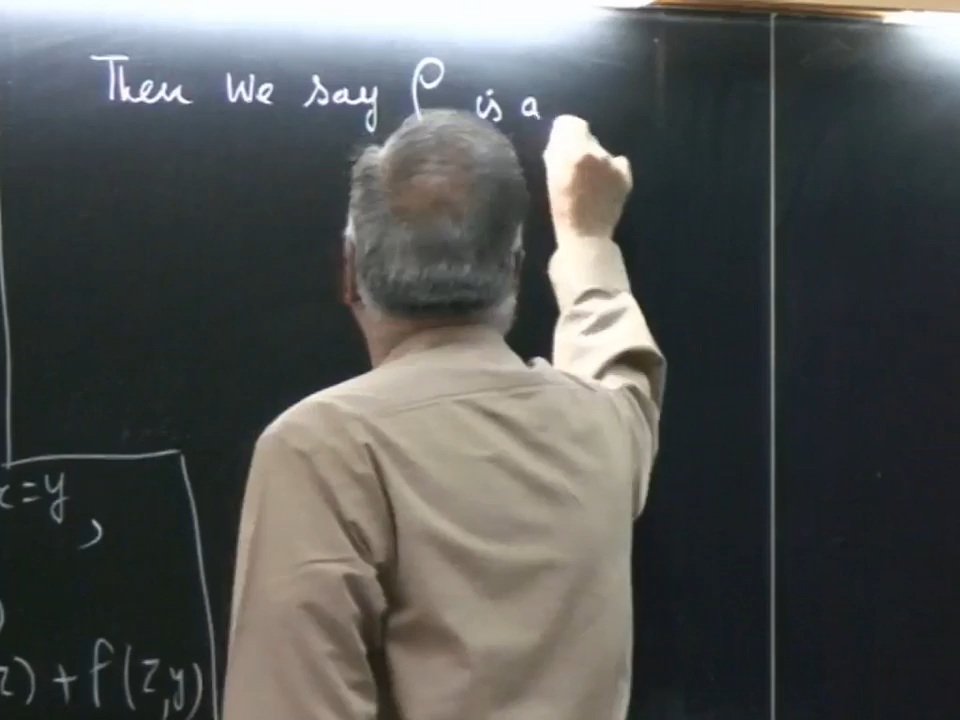 Then We say ρ is a
x=y
,
z) + ρ(z,y)